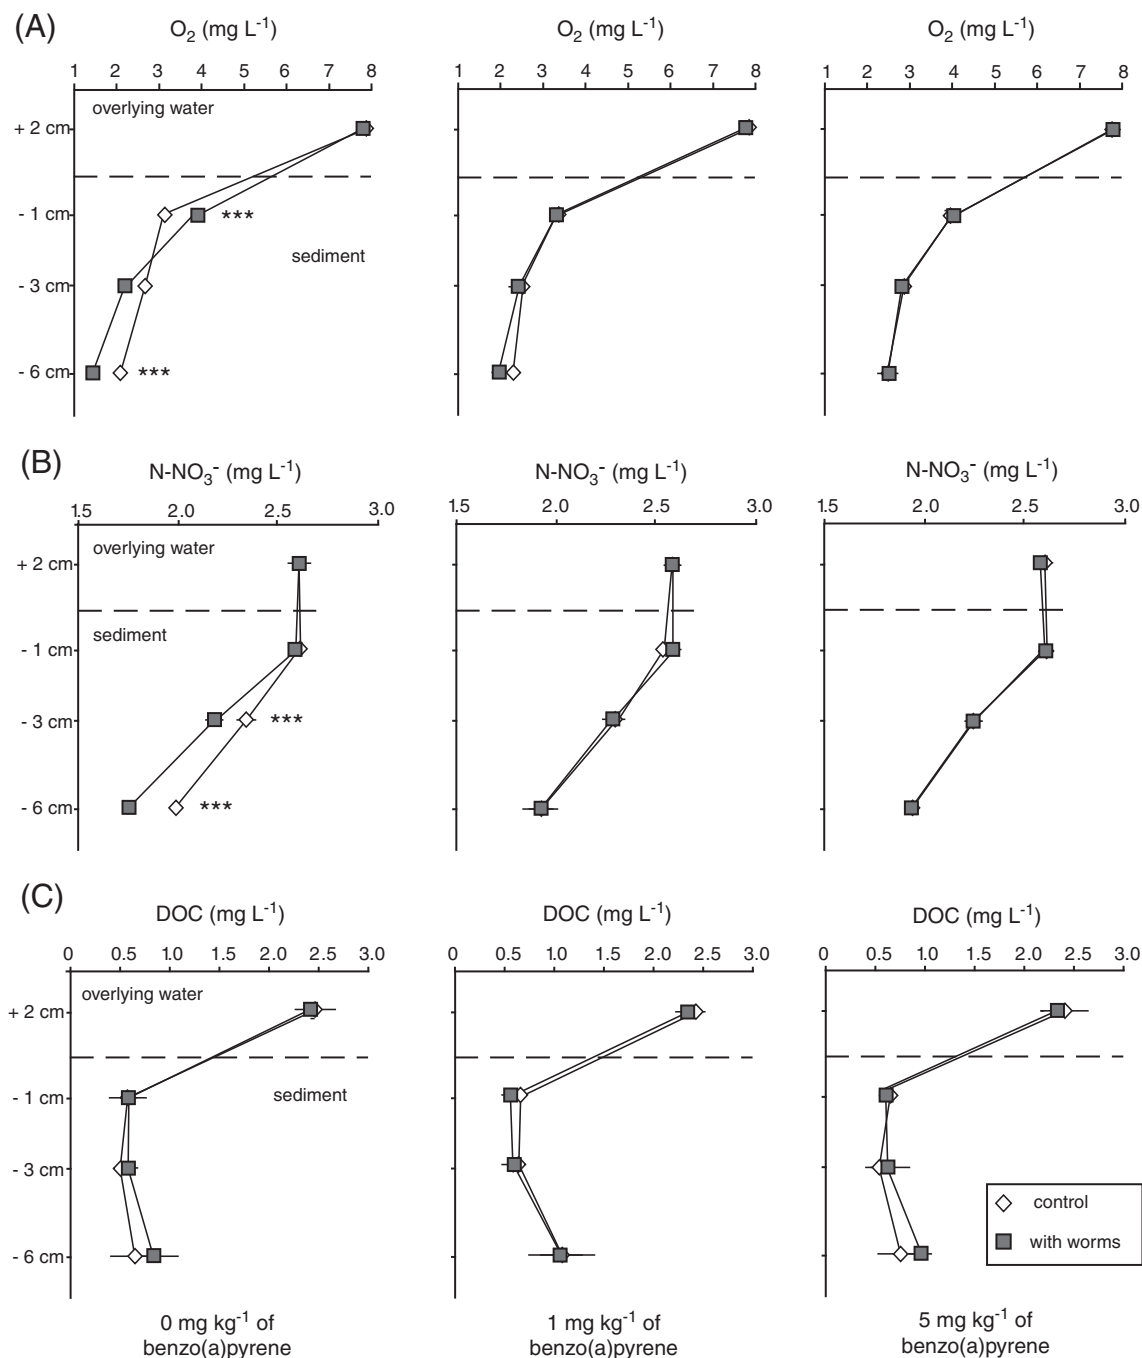 (A)
O2 (mg L-1) O2 (mg L-1) O2 (mg L-1)
1 2 3 4 5 6 7 8 1 2 3 4 5 6 7 8 1 2 3 4 5 6 7 8
overlying water
+ 2 cm
- 1 cm ***
sediment
- 3 cm
- 6 cm ***
(B)
N-NO3- (mg L-1) N-NO3- (mg L-1) N-NO3- (mg L-1)
1.5 2.0 2.5 3.0 1.5 2.0 2.5 3.0 1.5 2.0 2.5 3.0
overlying water
+ 2 cm
sediment
- 1 cm
- 3 cm ***
- 6 cm ***
(C)
DOC (mg L-1) DOC (mg L-1) DOC (mg L-1)
0 0.5 1.0 1.5 2.0 2.5 3.0 0 0.5 1.0 1.5 2.0 2.5 3.0 0 0.5 1.0 1.5 2.0 2.5 3.0
overlying water
+ 2 cm
- 1 cm sediment
- 3 cm
control
- 6 cm with worms
0 mg kg-1 of 1 mg kg-1 of 5 mg kg-1 of
benzo(a)pyrene benzo(a)pyrene benzo(a)pyrene